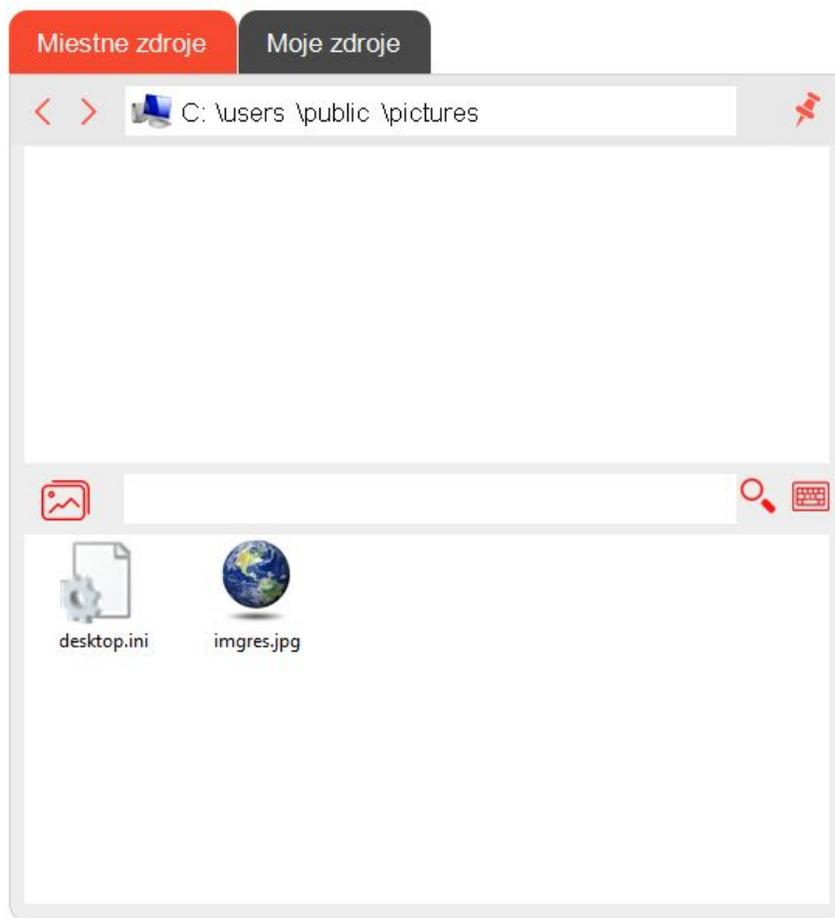 Miestne zdroje Moje zdroje
C: \users \public \pictures
desktop.ini imgres.jpg